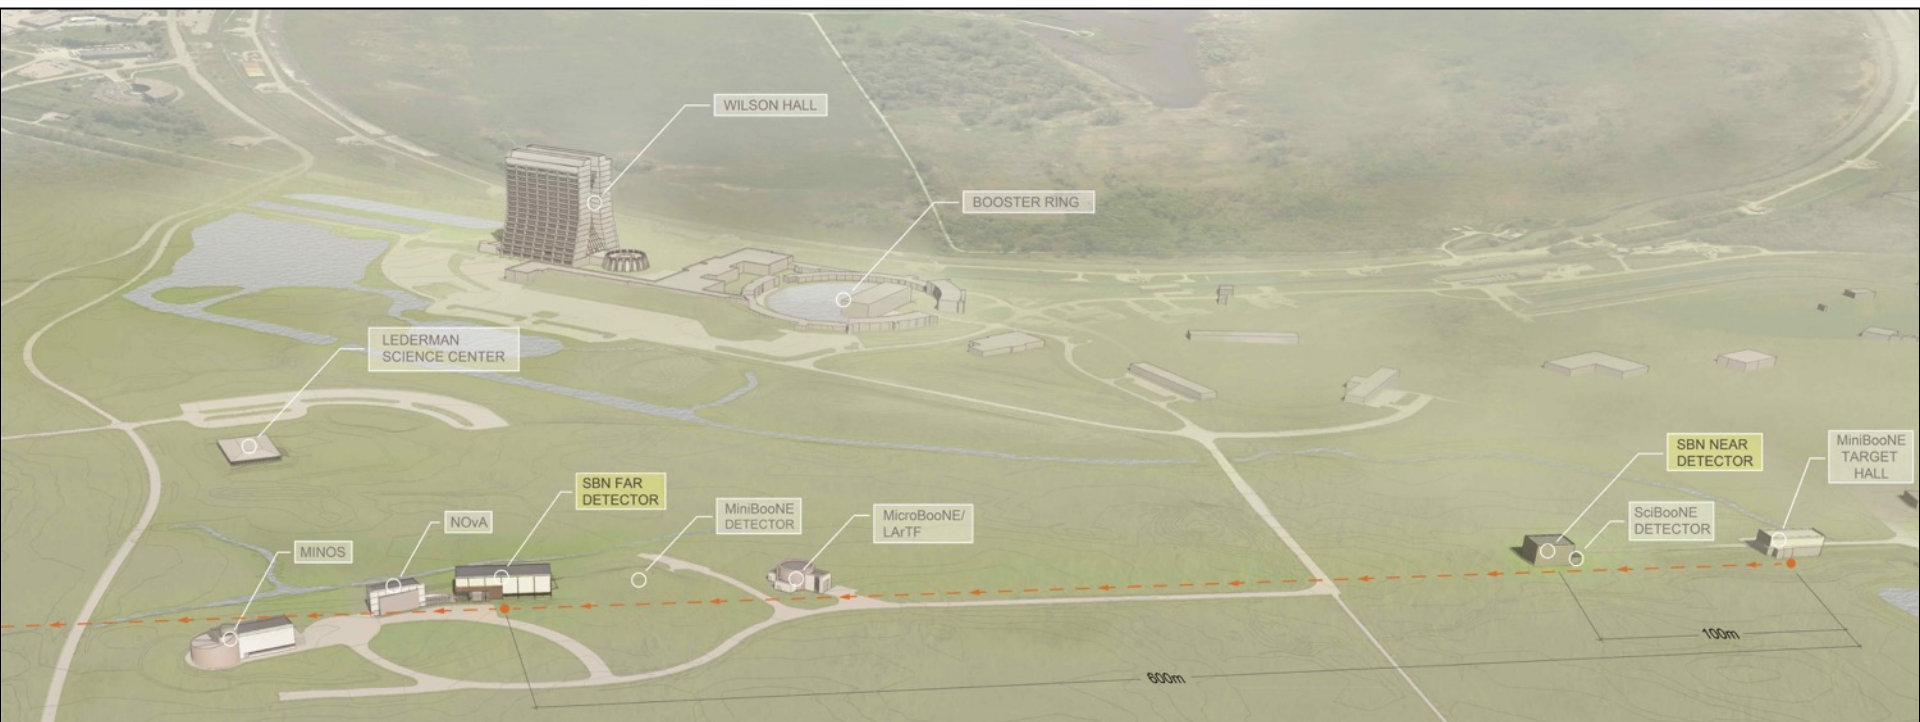 WILSON HALL
BOOSTER RING
LEDERMAN
SCIENCE CENTER
SBN NEAR
DETECTOR
MiniBooNE
TARGET
HALL
SBN FAR
DETECTOR
MiniBooNE
DETECTOR
MicroBooNE/
LArTF
SciBooNE
DETECTOR
NOvA
MINOS
100m
600m